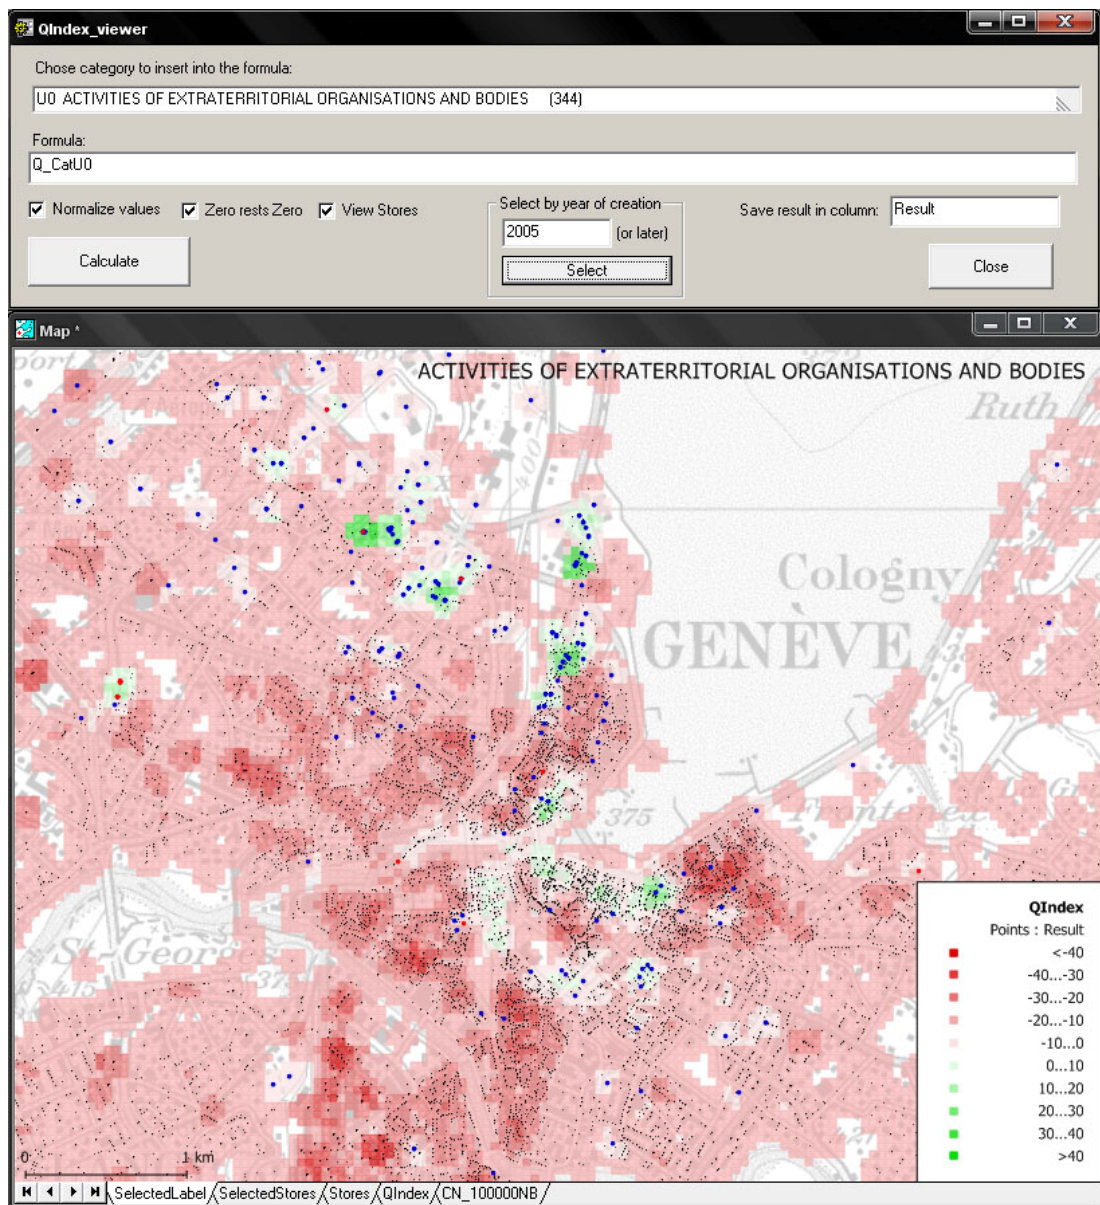 QIndex_viewer
Chose category to insert into the formula:
U0 ACTIVITIES OF EXTRATERRITORIAL ORGANISATIONS AND BODIES (344)
Formula:
Q_CatU0
Normalize values Zero rests Zero View Stores
Select by year of creation
2005 (or later)
Select
Save result in column: Result
Calculate
Close
Map *
ACTIVITIES OF EXTRATERRITORIAL ORGANISATIONS AND BODIES
Ruth
400
Cologny
GENÈVE
375
St-Georges
415
QIndex
Points : Result
<-40
-40...-30
-30...-20
-20...-10
-10...0
0...10
10...20
20...30
30...40
>40
0 1 km
SelectedLabel SelectedStores Stores QIndex CN_100000NB